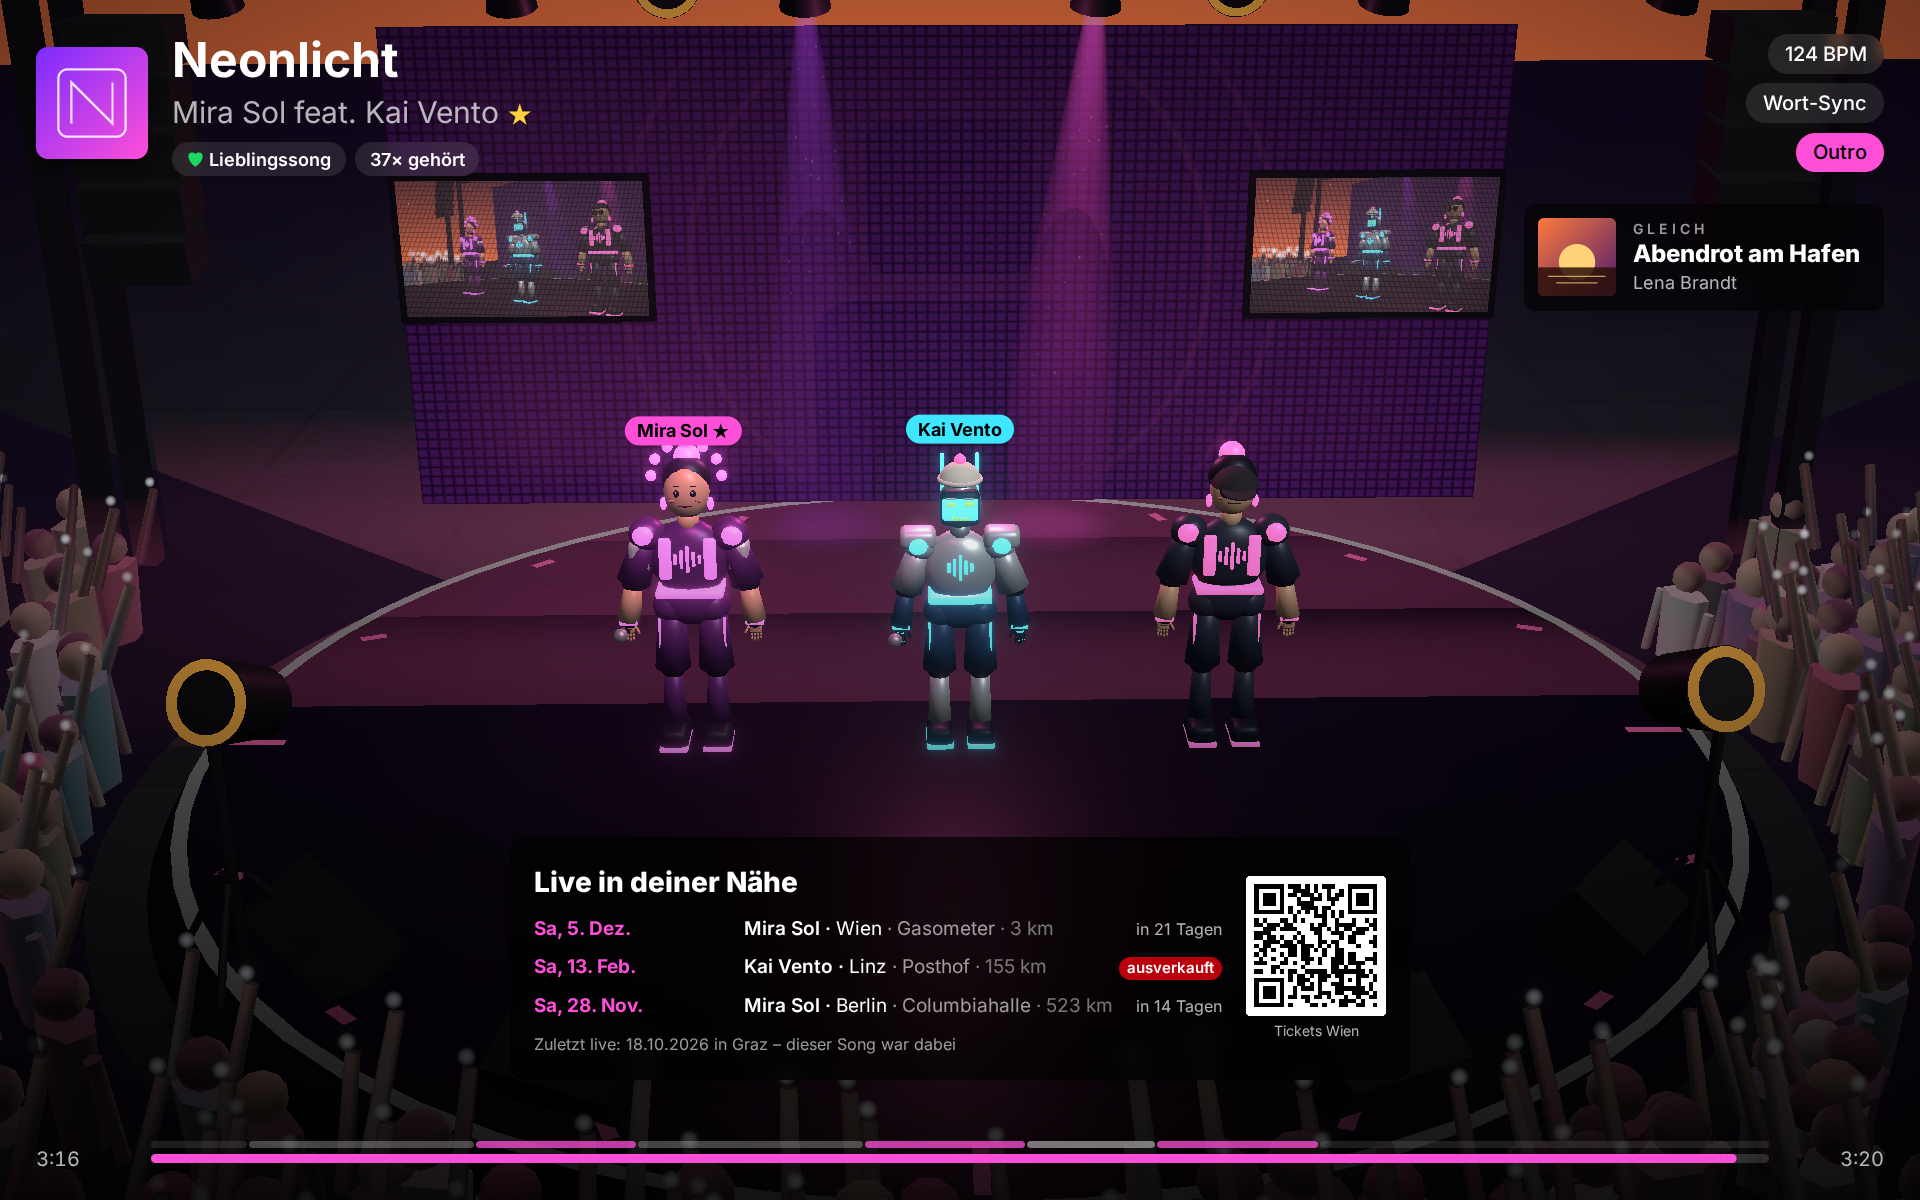 N
Neonlicht
Mira Sol feat. Kai Vento ★
Lieblingssong
37× gehört
124 BPM
Wort-Sync
Outro
GLEICH
Abendrot am Hafen
Lena Brandt
Mira Sol ★
Kai Vento
Live in deiner Nähe
Sa, 5. Dez. Mira Sol · Wien · Gasometer · 3 km in 21 Tagen
Sa, 13. Feb. Kai Vento · Linz · Posthof · 155 km ausverkauft
Sa, 28. Nov. Mira Sol · Berlin · Columbiahalle · 523 km in 14 Tagen
Zuletzt live: 18.10.2026 in Graz – dieser Song war dabei
Tickets Wien
3:16
3:20